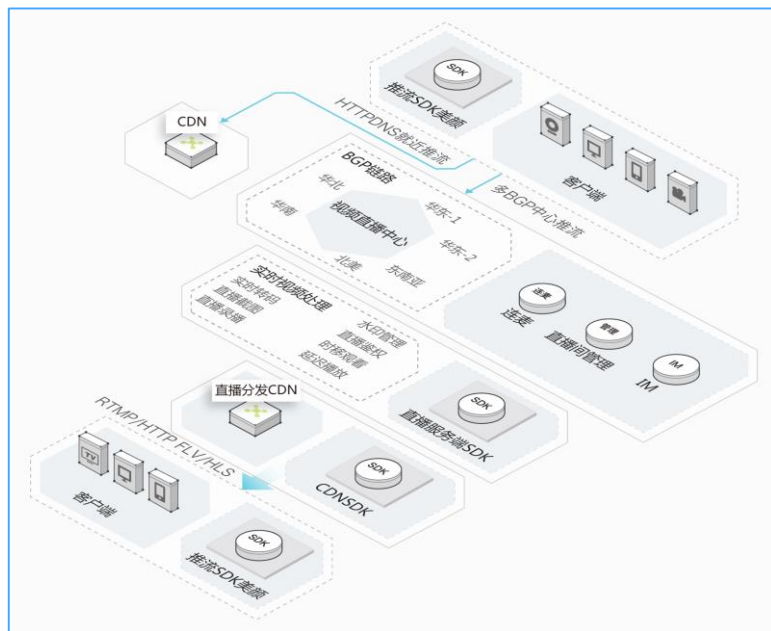 SDK
推流SDK美颜
CDN
HTTPDNS就近推流
客户端
多BGP中心推流
BGP链路
华北
华东-1
华南
视频直播中心
华东-2
北美
东南亚
实时视频处理
实时转码
直播截图
直播录播
水印管理
直播鉴权
时移观看
延迟播放
连麦
连麦
管理
直播间管理
IM
IM
直播分发CDN
SDK
直播服务端SDK
RTMP/HTTP FLV/HLS
TV
客户端
SDK
CDNSDK
SDK
推流SDK美颜